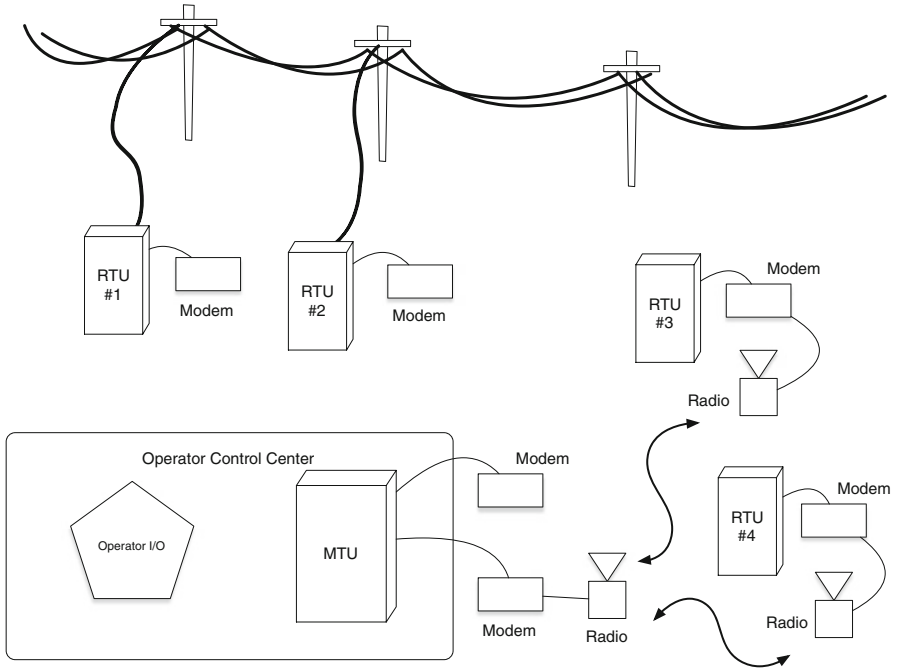 RTU
#1
Modem
RTU
#2
Modem
RTU
#3
Modem
Radio
Operator Control Center
Operator I/O
MTU
Modem
Modem
Radio
RTU
#4
Modem
Radio